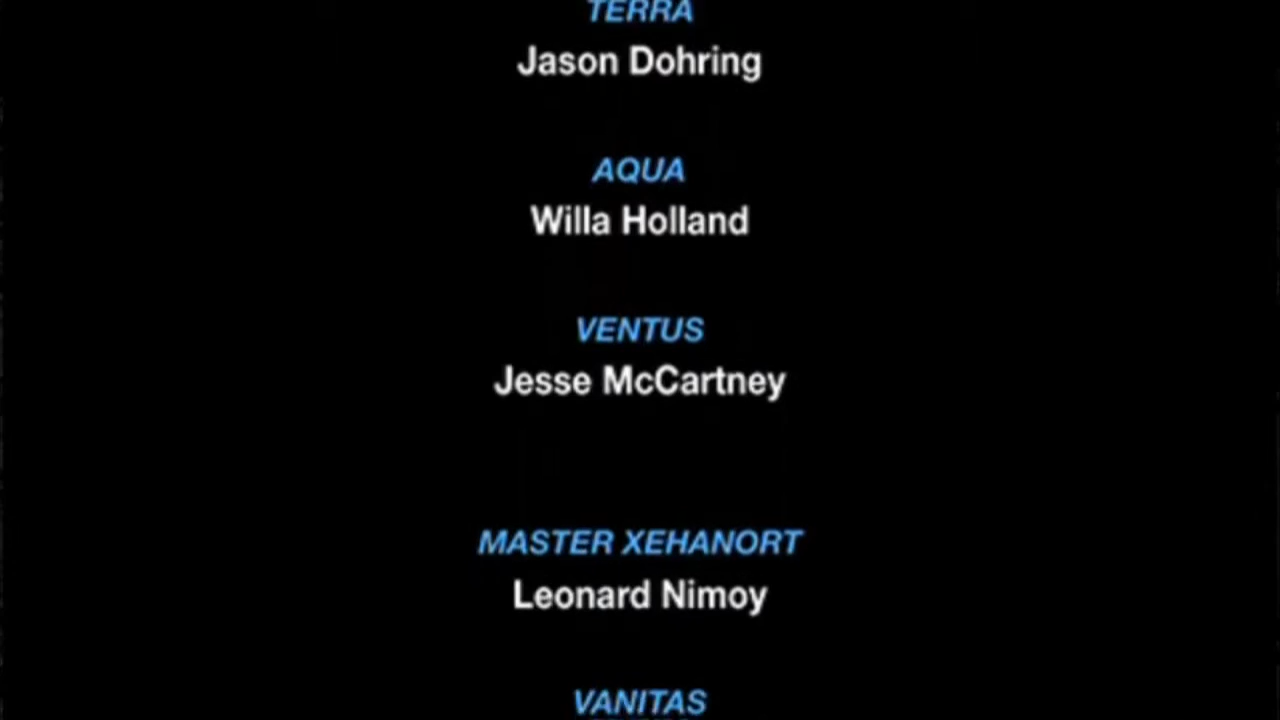 TERRA
Jason Dohring
AQUA
Willa Holland
VENTUS
Jesse McCartney
MASTER XEHANORT
Leonard Nimoy
VANITAS